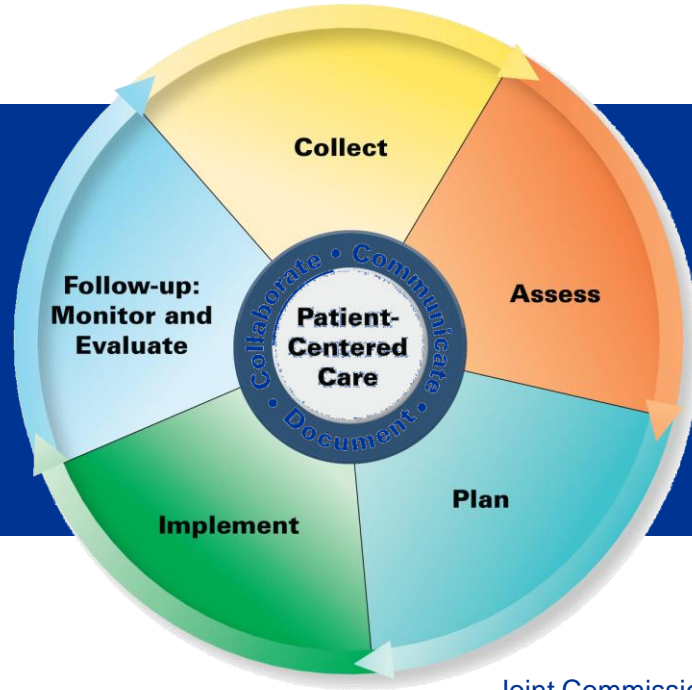 Collect
Assess
Plan
Implement
Follow-up:
Monitor and
Evaluate
Collaborate • Communicate • Document •
Patient-
Centered
Care